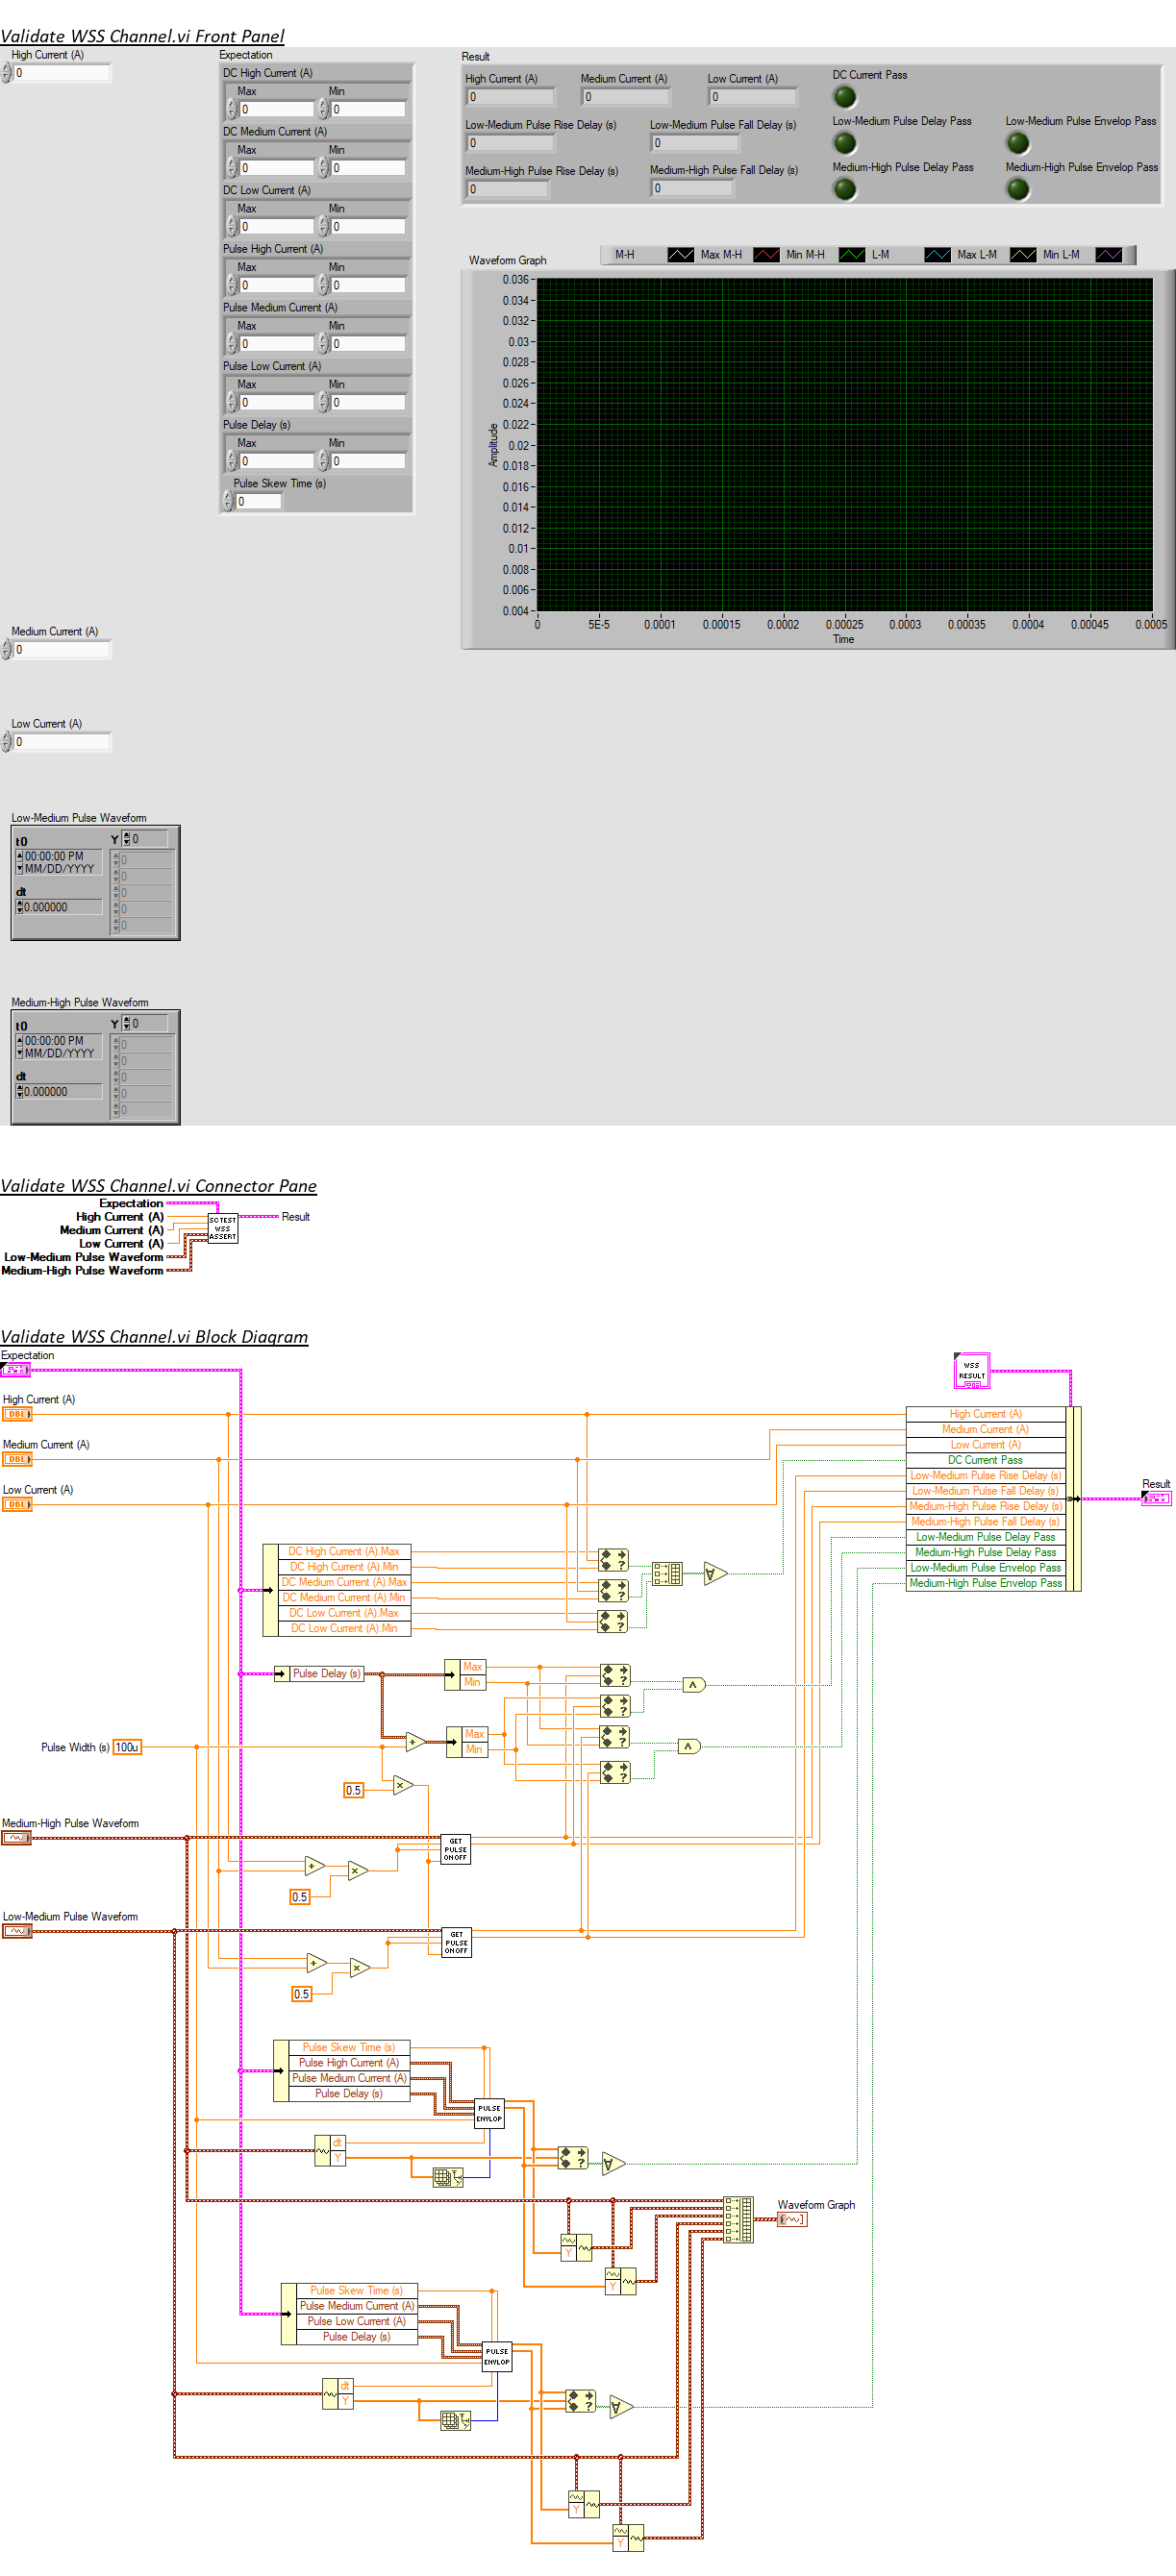 Validate WSS Channel.vi Front Panel
High Current (A)
0
Expectation
DC High Current (A)
Max Min
0 0
DC Medium Current (A)
Max Min
0 0
DC Low Current (A)
Max Min
0 0
Pulse High Current (A)
Max Min
0 0
Pulse Medium Current (A)
Max Min
0 0
Pulse Low Current (A)
Max Min
0 0
Pulse Delay (s)
Max Min
0 0
Pulse Skew Time (s)
0
Result
High Current (A) Medium Current (A) Low Current (A) DC Current Pass
0 0 0
Low-Medium Pulse Rise Delay (s) Low-Medium Pulse Fall Delay (s) Low-Medium Pulse Delay Pass Low-Medium Pulse Envelop Pass
0 0
Medium-High Pulse Rise Delay (s) Medium-High Pulse Fall Delay (s) Medium-High Pulse Delay Pass Medium-High Pulse Envelop Pass
0 0
Waveform Graph
M-H Max M-H Min M-H L-M Max L-M Min L-M
0.036
0.034
0.032
0.03
0.028
0.026
0.024
0.022
0.02
0.018
0.016
0.014
0.012
0.01
0.008
0.006
0.004
Amplitude
0 5E-5 0.0001 0.00015 0.0002 0.00025 0.0003 0.00035 0.0004 0.00045 0.0005
Time
Medium Current (A)
0
Low Current (A)
0
Low-Medium Pulse Waveform
t0 Y 0
00:00:00 PM
MM/DD/YYYY
dt
0.000000
0
0
0
0
0
Medium-High Pulse Waveform
t0 Y 0
00:00:00 PM
MM/DD/YYYY
dt
0.000000
0
0
0
0
0
Validate WSS Channel.vi Connector Pane
Expectation
High Current (A)
Medium Current (A)
Low Current (A)
Low-Medium Pulse Waveform
Medium-High Pulse Waveform
SCTEST
WSS
ASSERT
Result
Validate WSS Channel.vi Block Diagram
Expectation
High Current (A)
DBL
Medium Current (A)
DBL
Low Current (A)
DBL
WSS
RESULT
High Current (A)
Medium Current (A)
Low Current (A)
DC Current Pass
Low-Medium Pulse Rise Delay (s)
Low-Medium Pulse Fall Delay (s)
Medium-High Pulse Rise Delay (s)
Medium-High Pulse Fall Delay (s)
Low-Medium Pulse Delay Pass
Medium-High Pulse Delay Pass
Low-Medium Pulse Envelop Pass
Medium-High Pulse Envelop Pass
Result
DC High Current (A).Max
DC High Current (A).Min
DC Medium Current (A).Max
DC Medium Current (A).Min
DC Low Current (A).Max
DC Low Current (A).Min
Pulse Delay (s)
Max
Min
Max
Min
Pulse Width (s) 100u
0.5
Medium-High Pulse Waveform
GET
PULSE
ON OFF
0.5
Low-Medium Pulse Waveform
GET
PULSE
ON OFF
0.5
Pulse Skew Time (s)
Pulse High Current (A)
Pulse Medium Current (A)
Pulse Delay (s)
PULSE
ENVLOP
dt
Y
Waveform Graph
Y
Y
Pulse Skew Time (s)
Pulse Medium Current (A)
Pulse Low Current (A)
Pulse Delay (s)
PULSE
ENVLOP
dt
Y
Y
Y